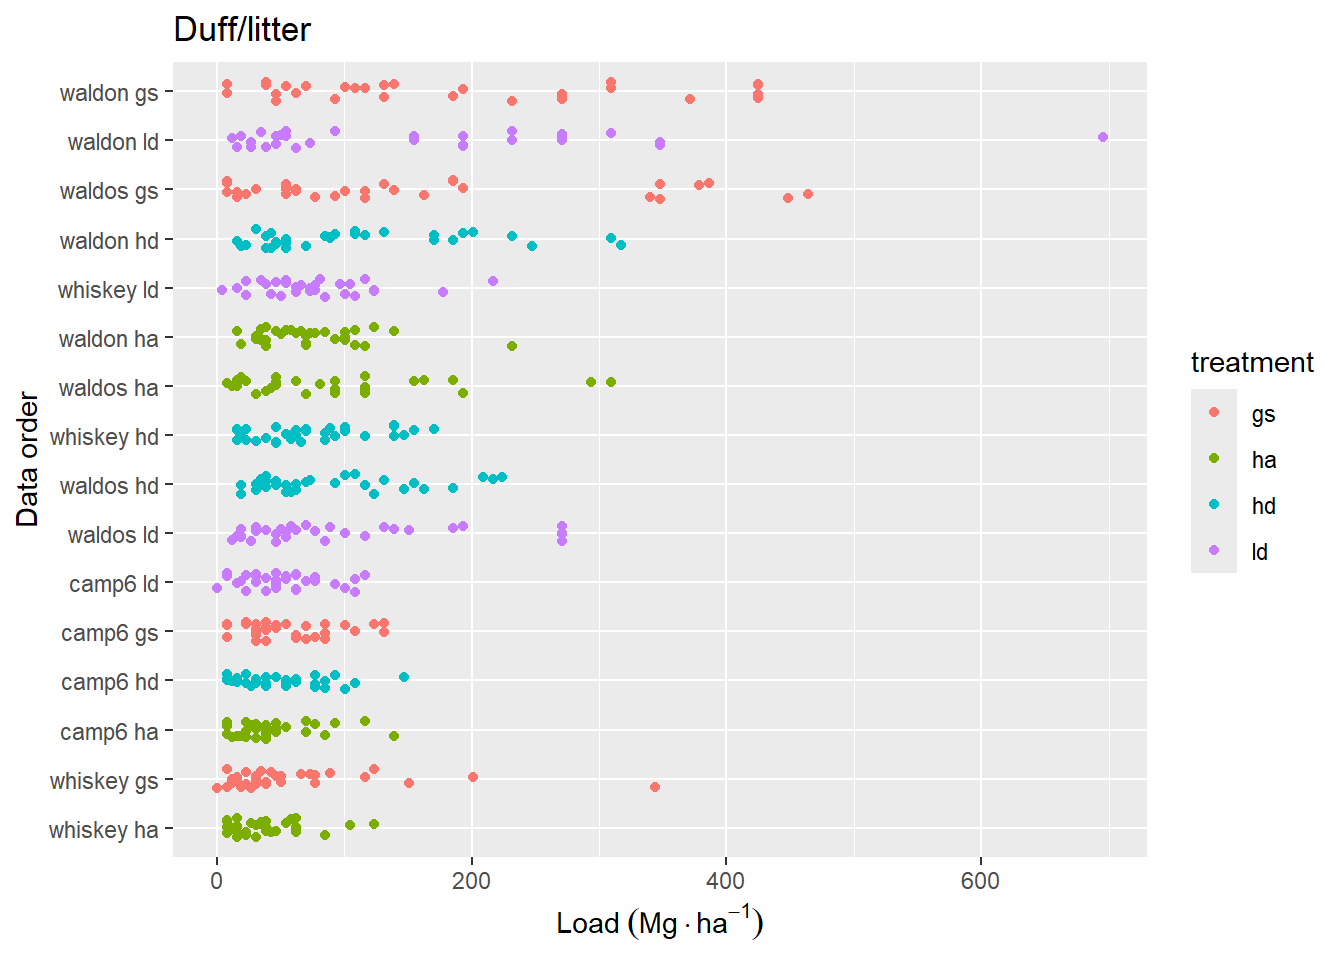 Duff/litter
waldon gs
waldon ld
waldos gs
waldon hd
whiskey ld
waldon ha
waldos ha
whiskey hd
waldos hd
waldos ld
camp6 ld
camp6 gs
camp6 hd
camp6 ha
whiskey gs
whiskey ha
Data order
0 200 400 600
Load (Mg · ha⁻¹)
treatment
gs
ha
hd
ld